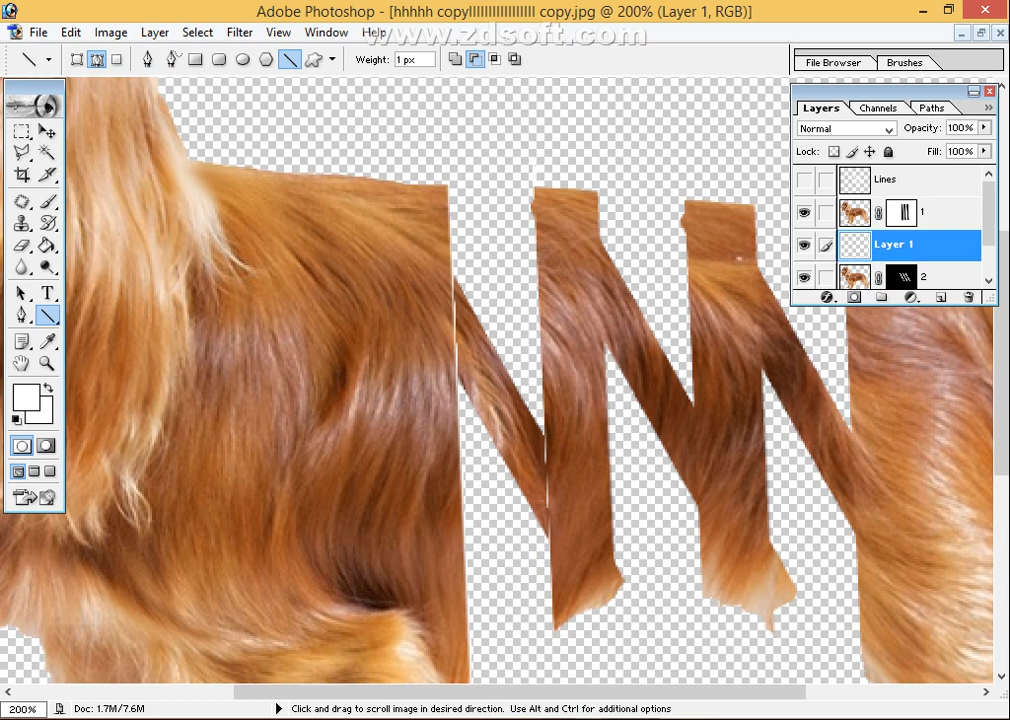 Adobe Photoshop - [hhhhh copyllllllllllllllll copy.jpg @ 200% (Layer 1, RGB)]
File Edit Image Layer Select Filter View Window Help
www.zdsoft.com
Weight: 1 px
File Browser Brushes
Layers Channels Paths
Normal Opacity: 100%
Lock: Fill: 100%
Lines
1
Layer 1
2
T
200% Doc: 1.7M/7.6M Click and drag to scroll image in desired direction. Use Alt and Ctrl for additional options